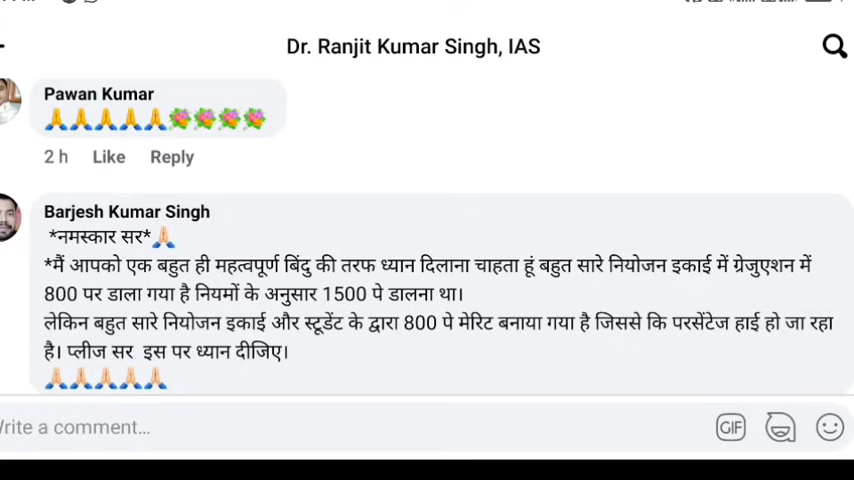 Dr. Ranjit Kumar Singh, IAS
Pawan Kumar
🙏🙏🙏🙏🙏💐💐💐💐
2 h Like Reply
Barjesh Kumar Singh
*नमस्कार सर*🙏🏻
*मैं आपको एक बहुत ही महत्वपूर्ण बिंदु की तरफ ध्यान दिलाना चाहता हूं बहुत सारे नियोजन इकाई में ग्रेजुएशन में
800 पर डाला गया है नियमों के अनुसार 1500 पे डालना था।
लेकिन बहुत सारे नियोजन इकाई और स्टूडेंट के द्वारा 800 पे मेरिट बनाया गया है जिससे कि परसेंटेज हाई हो जा रहा
है। प्लीज सर इस पर ध्यान दीजिए।
🙏🏻🙏🏻🙏🏻🙏🏻🙏🏻
rite a comment...
GIF